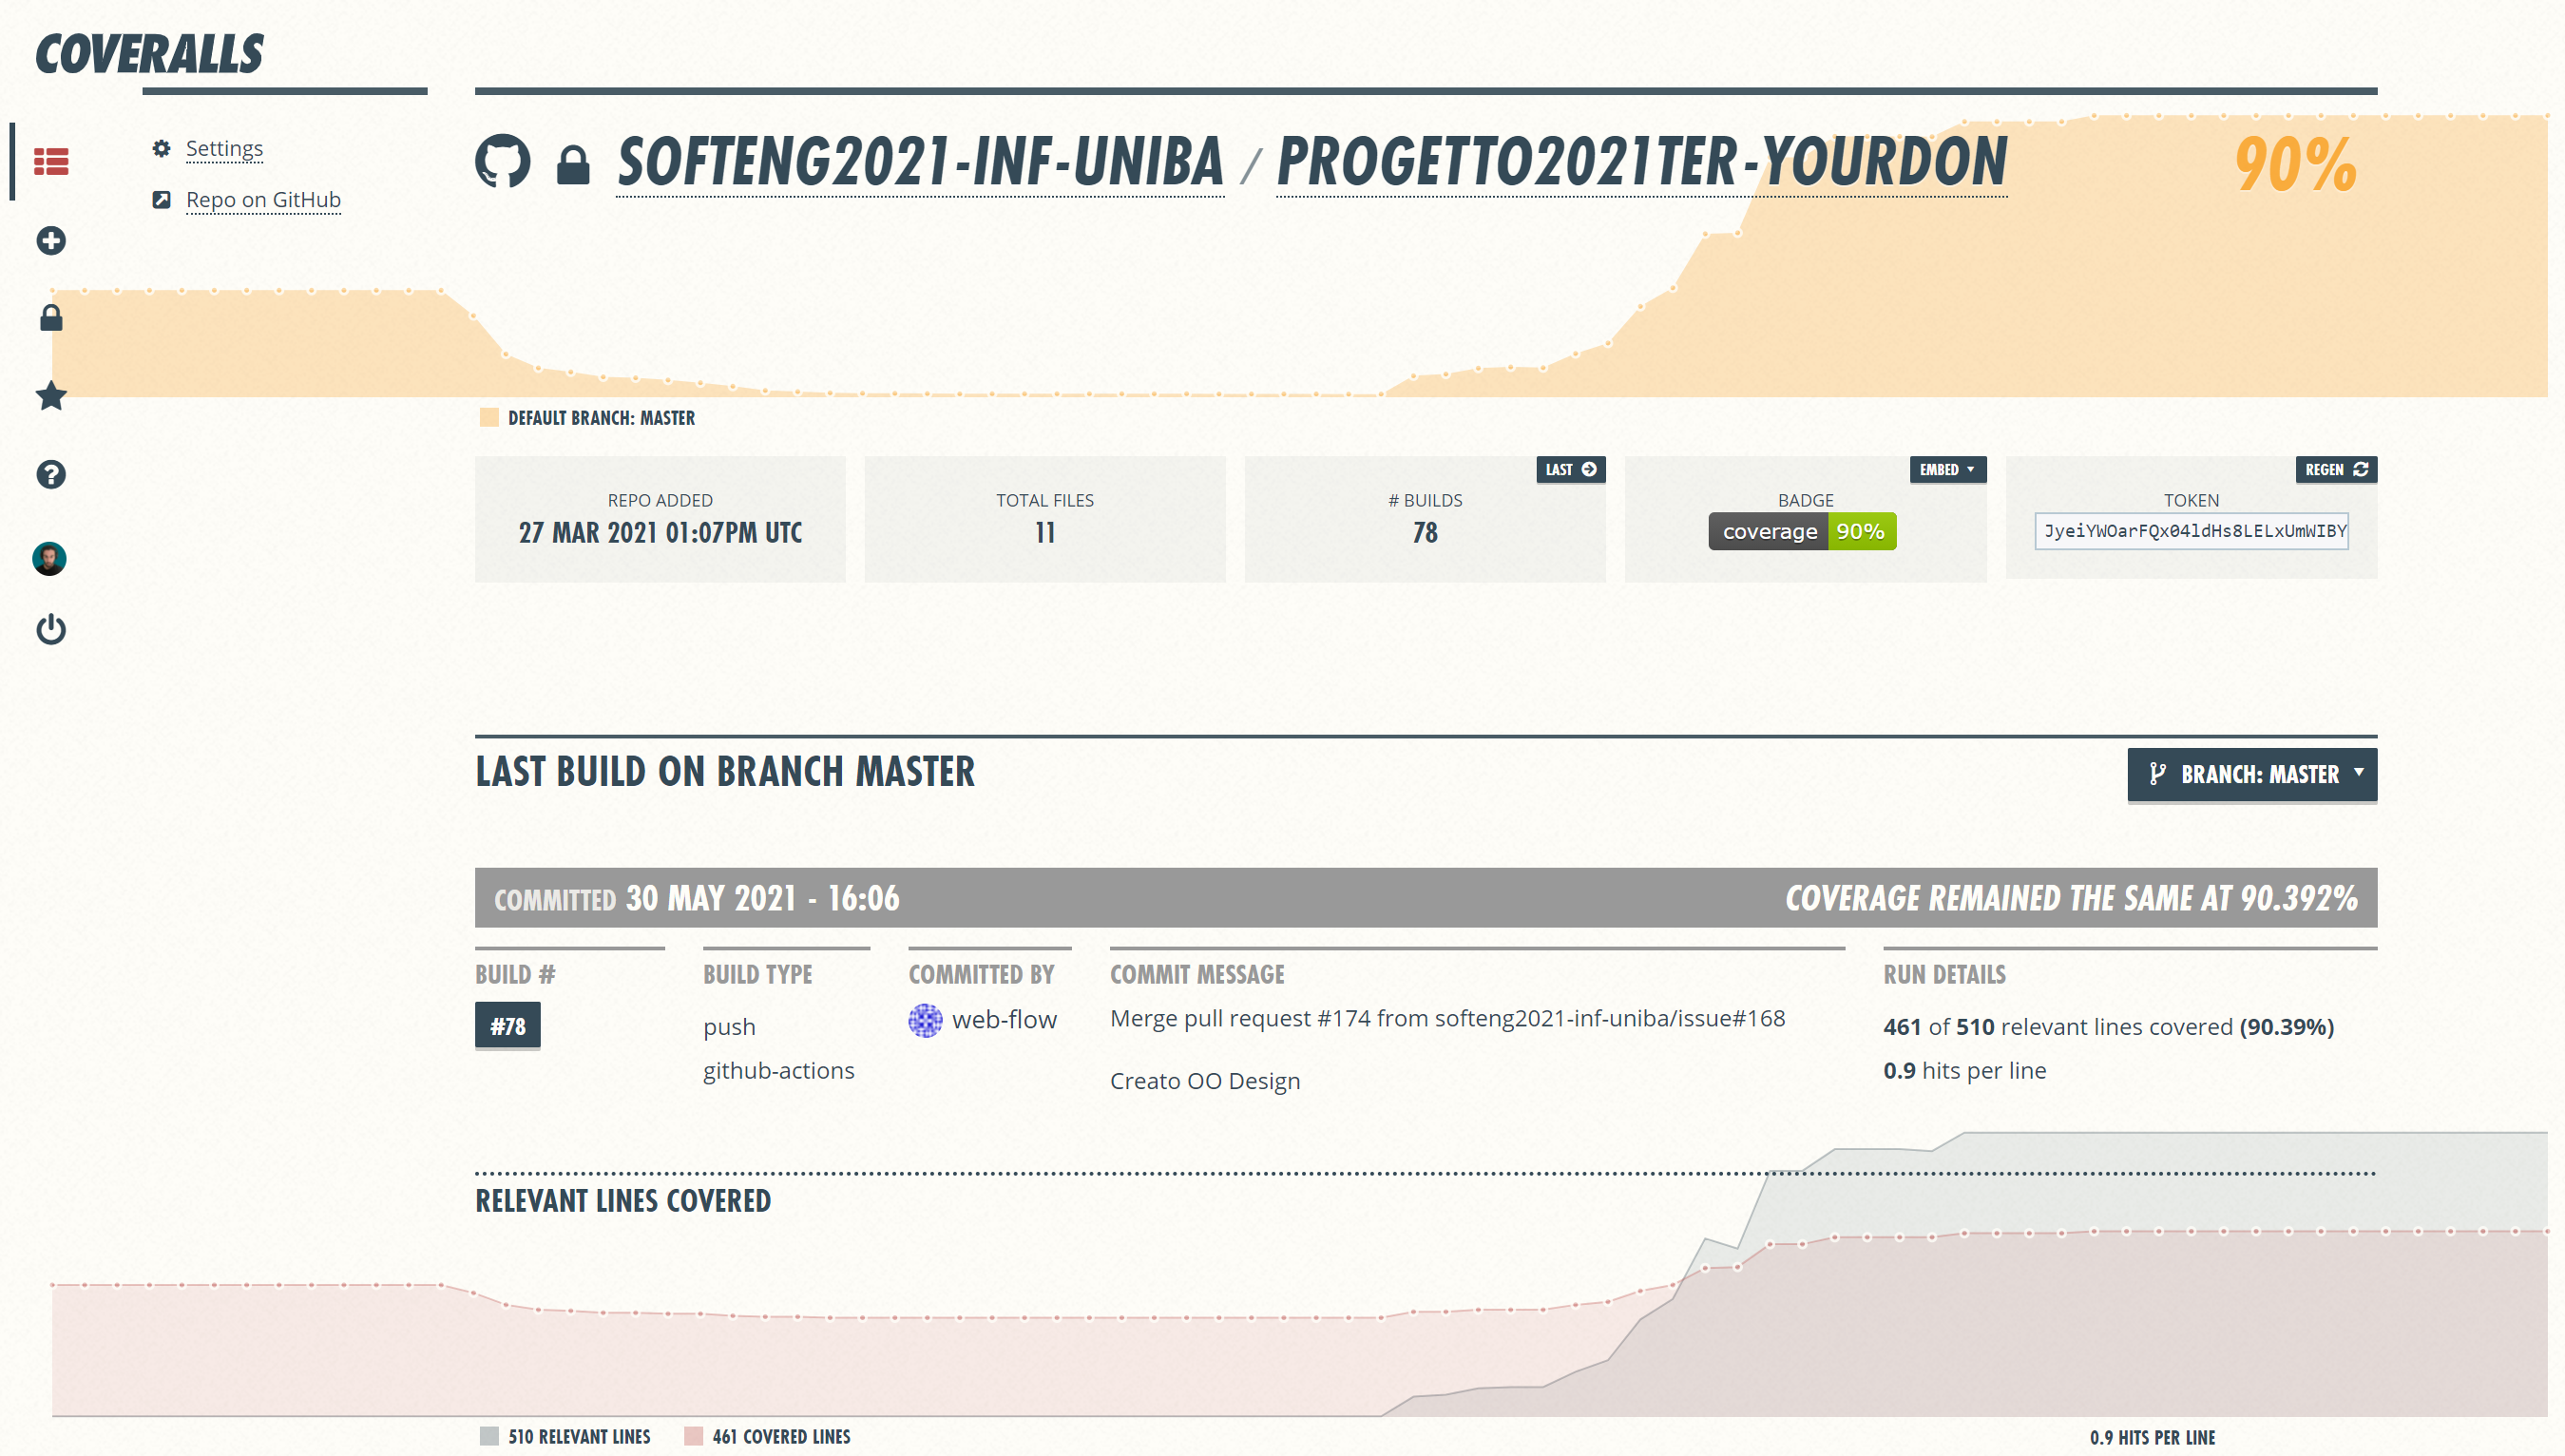 COVERALLS
Settings
Repo on GitHub
SOFTENG2021-INF-UNIBA / PROGETTO2021TER-YOURDON
90%
DEFAULT BRANCH: MASTER
REPO ADDED
27 MAR 2021 01:07PM UTC
TOTAL FILES
11
LAST
# BUILDS
78
EMBED
BADGE
coverage 90%
REGEN
TOKEN
JyeiYWOarFQx04ldHs8LELxUmWIBY
LAST BUILD ON BRANCH MASTER
BRANCH: MASTER
COMMITTED 30 MAY 2021 - 16:06
COVERAGE REMAINED THE SAME AT 90.392%
BUILD #
#78
BUILD TYPE
push
github-actions
COMMITTED BY
web-flow
COMMIT MESSAGE
Merge pull request #174 from softeng2021-inf-uniba/issue#168
Creato OO Design
RUN DETAILS
461 of 510 relevant lines covered (90.39%)
0.9 hits per line
RELEVANT LINES COVERED
510 RELEVANT LINES
461 COVERED LINES
0.9 HITS PER LINE